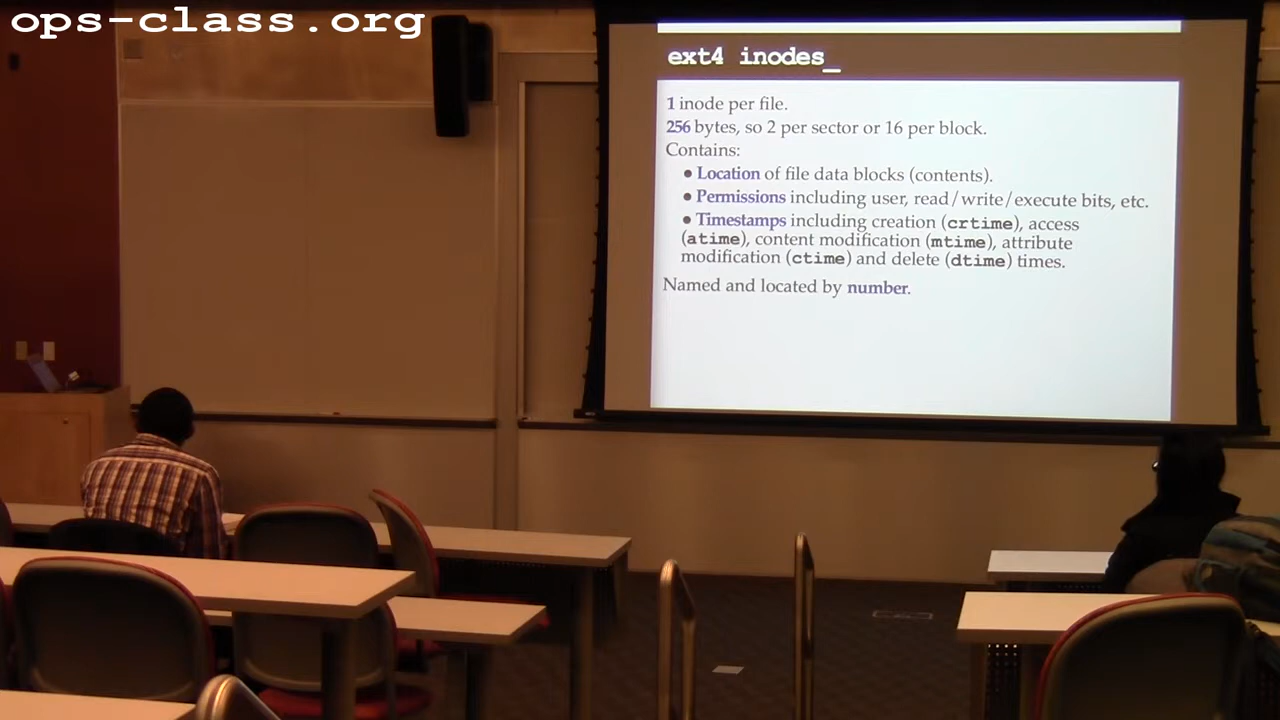 ops-class.org
ext4 inodes_
1 inode per file.
256 bytes, so 2 per sector or 16 per block.
Contains:
● Location of file data blocks (contents).
● Permissions including user, read/write/execute bits, etc.
● Timestamps including creation (crtime), access
(atime), content modification (mtime), attribute
modification (ctime) and delete (dtime) times.
Named and located by number.